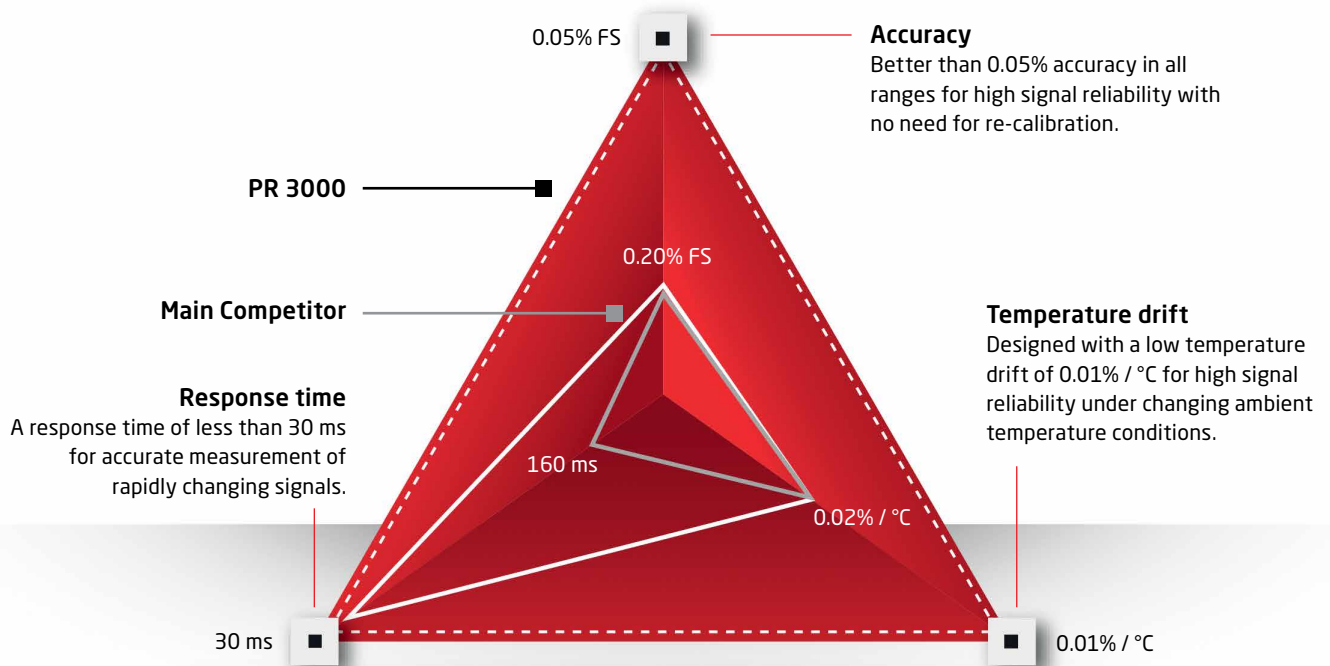 0.05% FS
Accuracy
Better than 0.05% accuracy in all
ranges for high signal reliability with
no need for re-calibration.
PR 3000
0.20% FS
Main Competitor
Temperature drift
Designed with a low temperature
drift of 0.01% / °C for high signal
reliability under changing ambient
temperature conditions.
Response time
A response time of less than 30 ms
for accurate measurement of
rapidly changing signals.
160 ms
0.02% / °C
30 ms
0.01% / °C